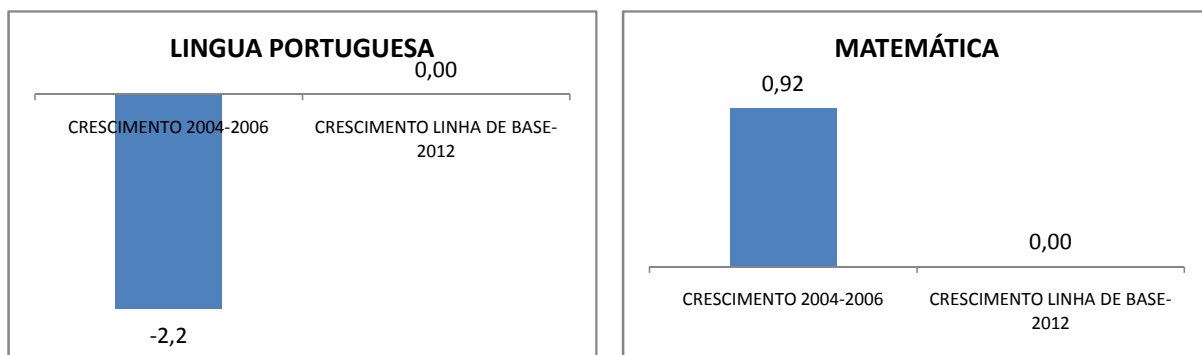 LINGUA PORTUGUESA
0,00
CRESCIMENTO 2004-2006
CRESCIMENTO LINHA DE BASE-
2012
-2,2
MATEMÁTICA
0,92
0,00
CRESCIMENTO 2004-2006
CRESCIMENTO LINHA DE BASE-
2012